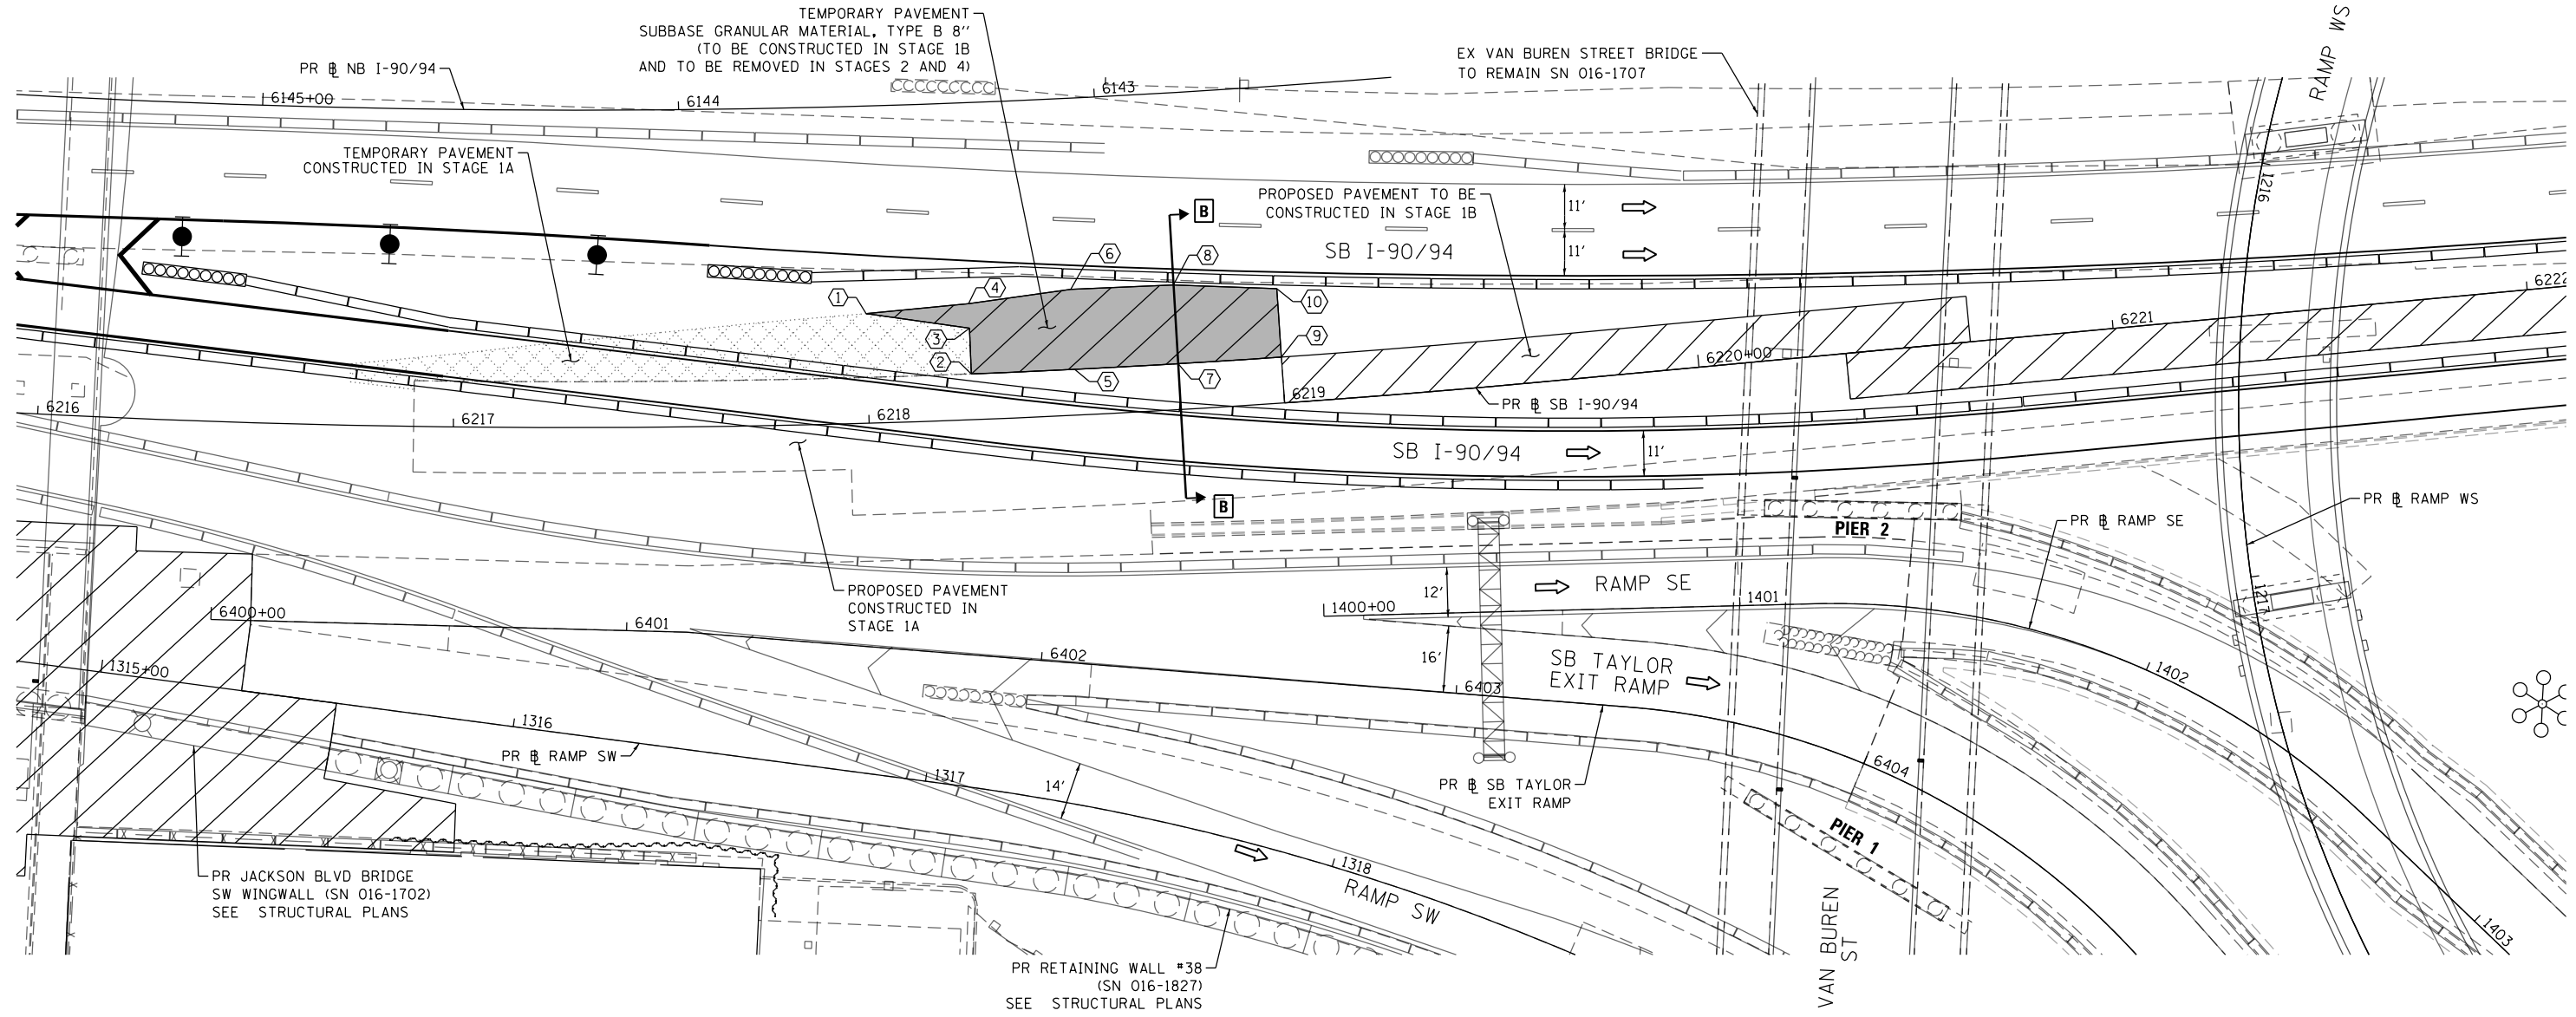 TEMPORARY PAVEMENT
SUBBASE GRANULAR MATERIAL, TYPE B 8''
(TO BE CONSTRUCTED IN STAGE 1B
AND TO BE REMOVED IN STAGES 2 AND 4)
PR ℄ NB I-90/94
EX VAN BUREN STREET BRIDGE
TO REMAIN SN 016-1707
RAMP WS
6145+00
6144
6143
TEMPORARY PAVEMENT
CONSTRUCTED IN STAGE 1A
PROPOSED PAVEMENT TO BE
CONSTRUCTED IN STAGE 1B
1216
B
11'
SB I-90/94
11'
6
8
4
1
10
3
9
2
5
7
6222
6221
6220+00
6219
PR ℄ SB I-90/94
6216
6217
6218
SB I-90/94
11'
B
PR ℄ RAMP WS
PIER 2
PR ℄ RAMP SE
PROPOSED PAVEMENT
CONSTRUCTED IN
STAGE 1A
12'
RAMP SE
1400+00
1401
1217
6400+00
6401
6402
16'
SB TAYLOR
EXIT RAMP
6403
1402
1315+00
1316
PR ℄ RAMP SW
1317
14'
PR ℄ SB TAYLOR
EXIT RAMP
6404
PIER 1
1318
RAMP SW
PR JACKSON BLVD BRIDGE
SW WINGWALL (SN 016-1702)
SEE STRUCTURAL PLANS
1403
VAN BUREN
ST
PR RETAINING WALL #38
(SN 016-1827)
SEE STRUCTURAL PLANS